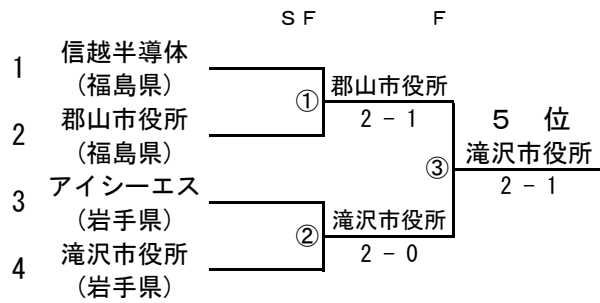 ＳＦ Ｆ
1 信越半導体
（福島県）
① 郡山市役所
2 － 1
2 郡山市役所
（福島県）
５　位
③ 滝沢市役所
2 － 1
3 アイシーエス
（岩手県）
② 滝沢市役所
2 － 0
4 滝沢市役所
（岩手県）